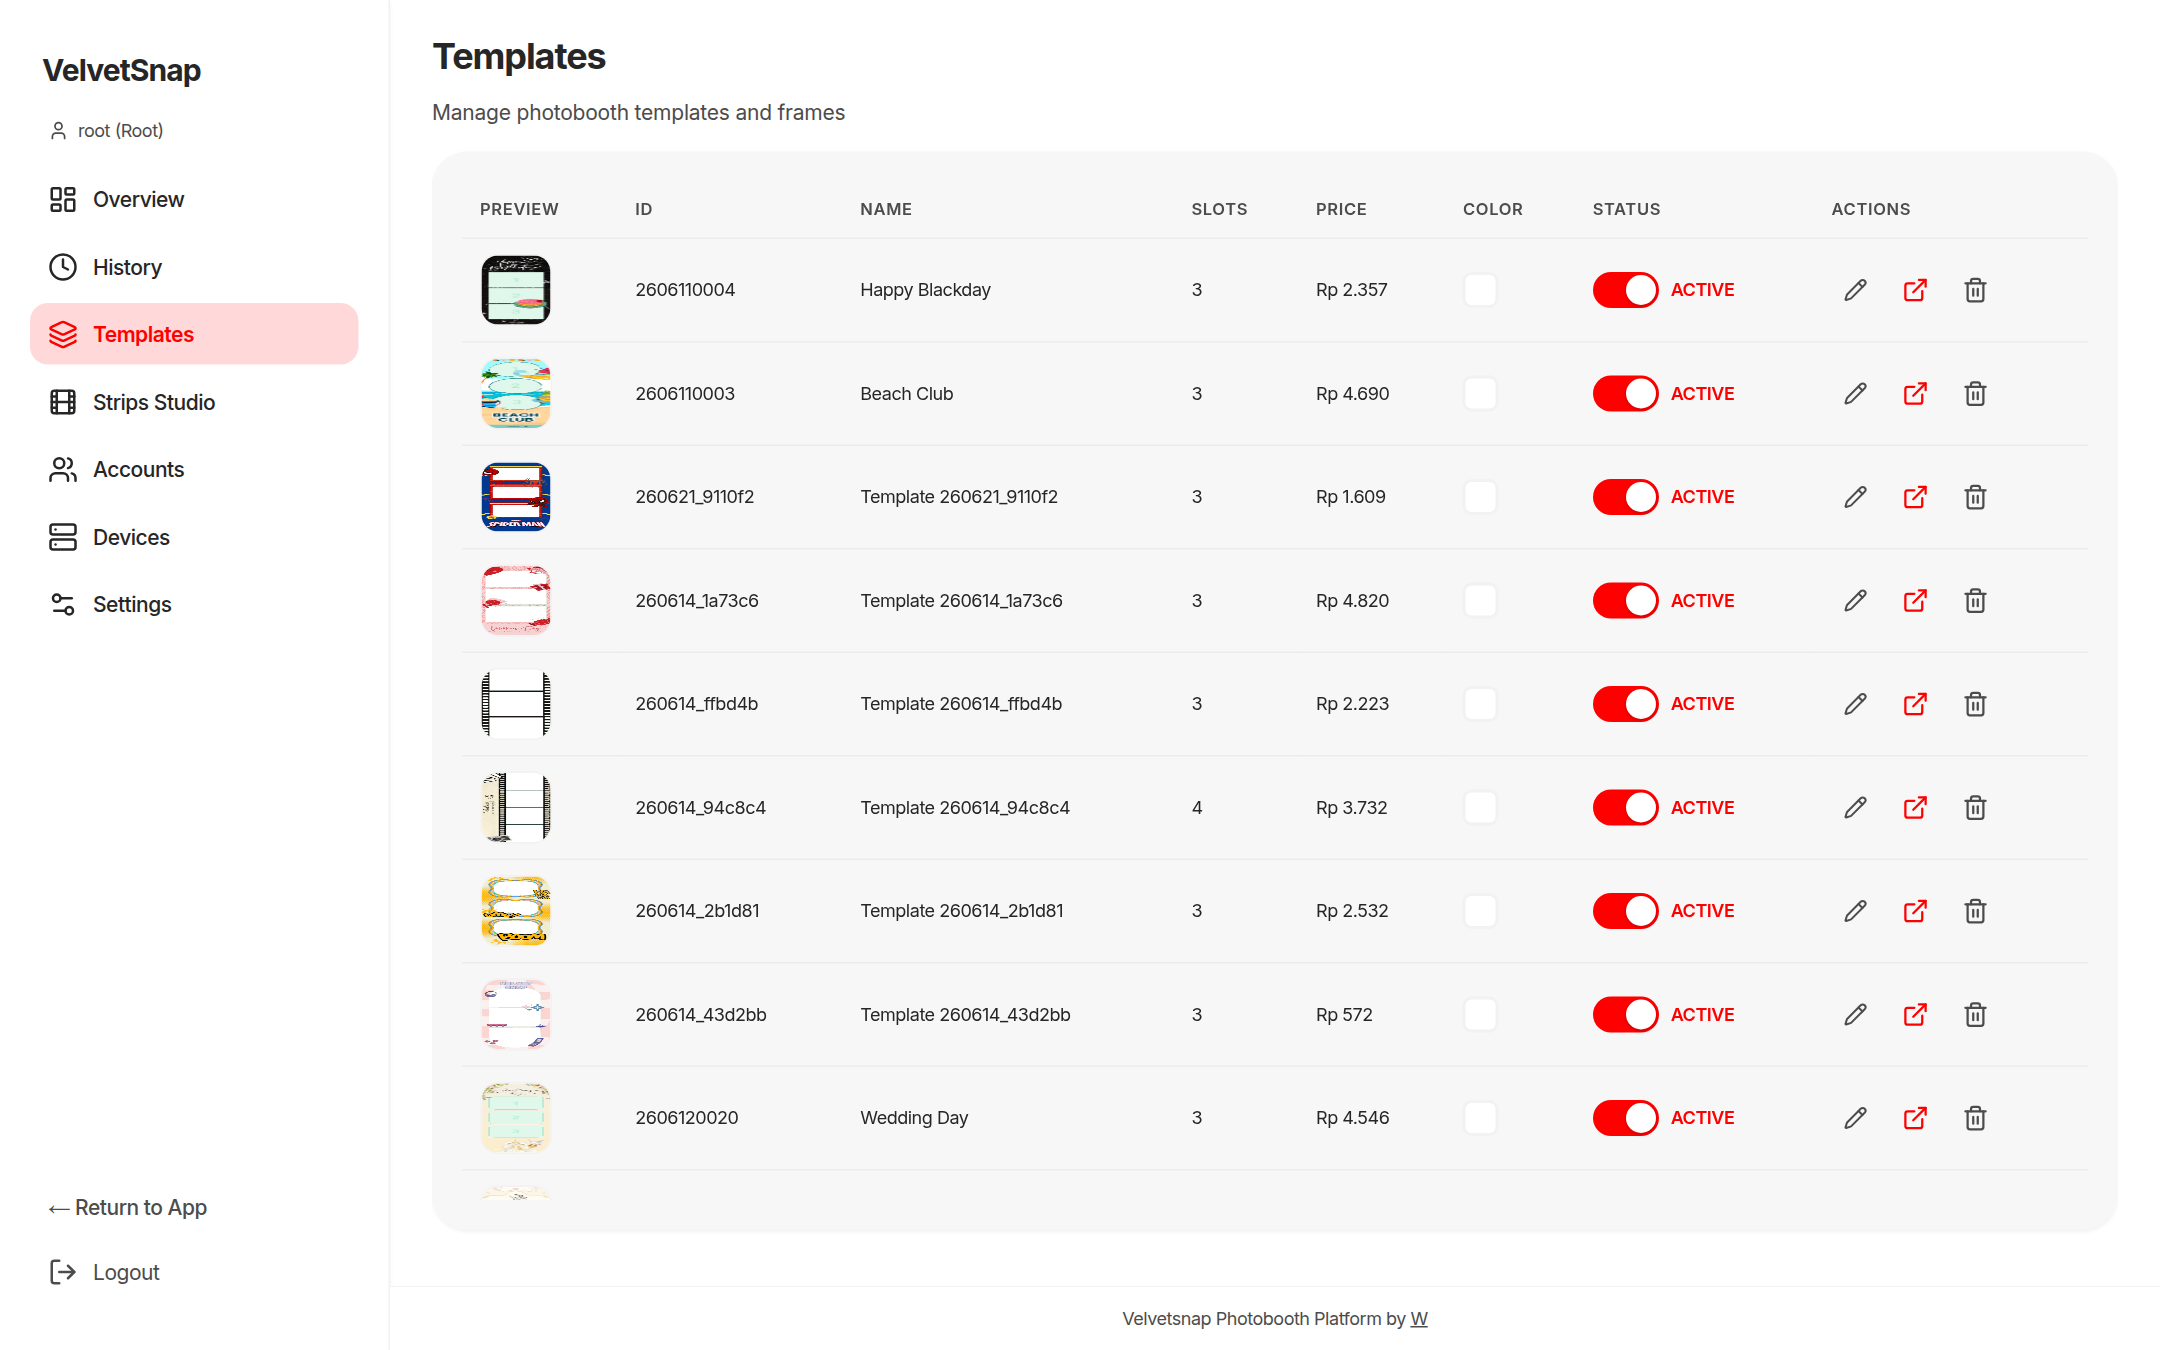 VelvetSnap
root (Root)
Overview
History
Templates
Strips Studio
Accounts
Devices
Settings
← Return to App
Logout
Templates
Manage photobooth templates and frames
PREVIEW ID NAME SLOTS PRICE COLOR STATUS ACTIONS
2606110004 Happy Blackday 3 Rp 2.357 ACTIVE
BEACH CLUB 2606110003 Beach Club 3 Rp 4.690 ACTIVE
SPIDER-MAN 260621_9110f2 Template 260621_9110f2 3 Rp 1.609 ACTIVE
260614_1a73c6 Template 260614_1a73c6 3 Rp 4.820 ACTIVE
260614_ffbd4b Template 260614_ffbd4b 3 Rp 2.223 ACTIVE
260614_94c8c4 Template 260614_94c8c4 4 Rp 3.732 ACTIVE
260614_2b1d81 Template 260614_2b1d81 3 Rp 2.532 ACTIVE
260614_43d2bb Template 260614_43d2bb 3 Rp 572 ACTIVE
2606120020 Wedding Day 3 Rp 4.546 ACTIVE
Velvetsnap Photobooth Platform by W